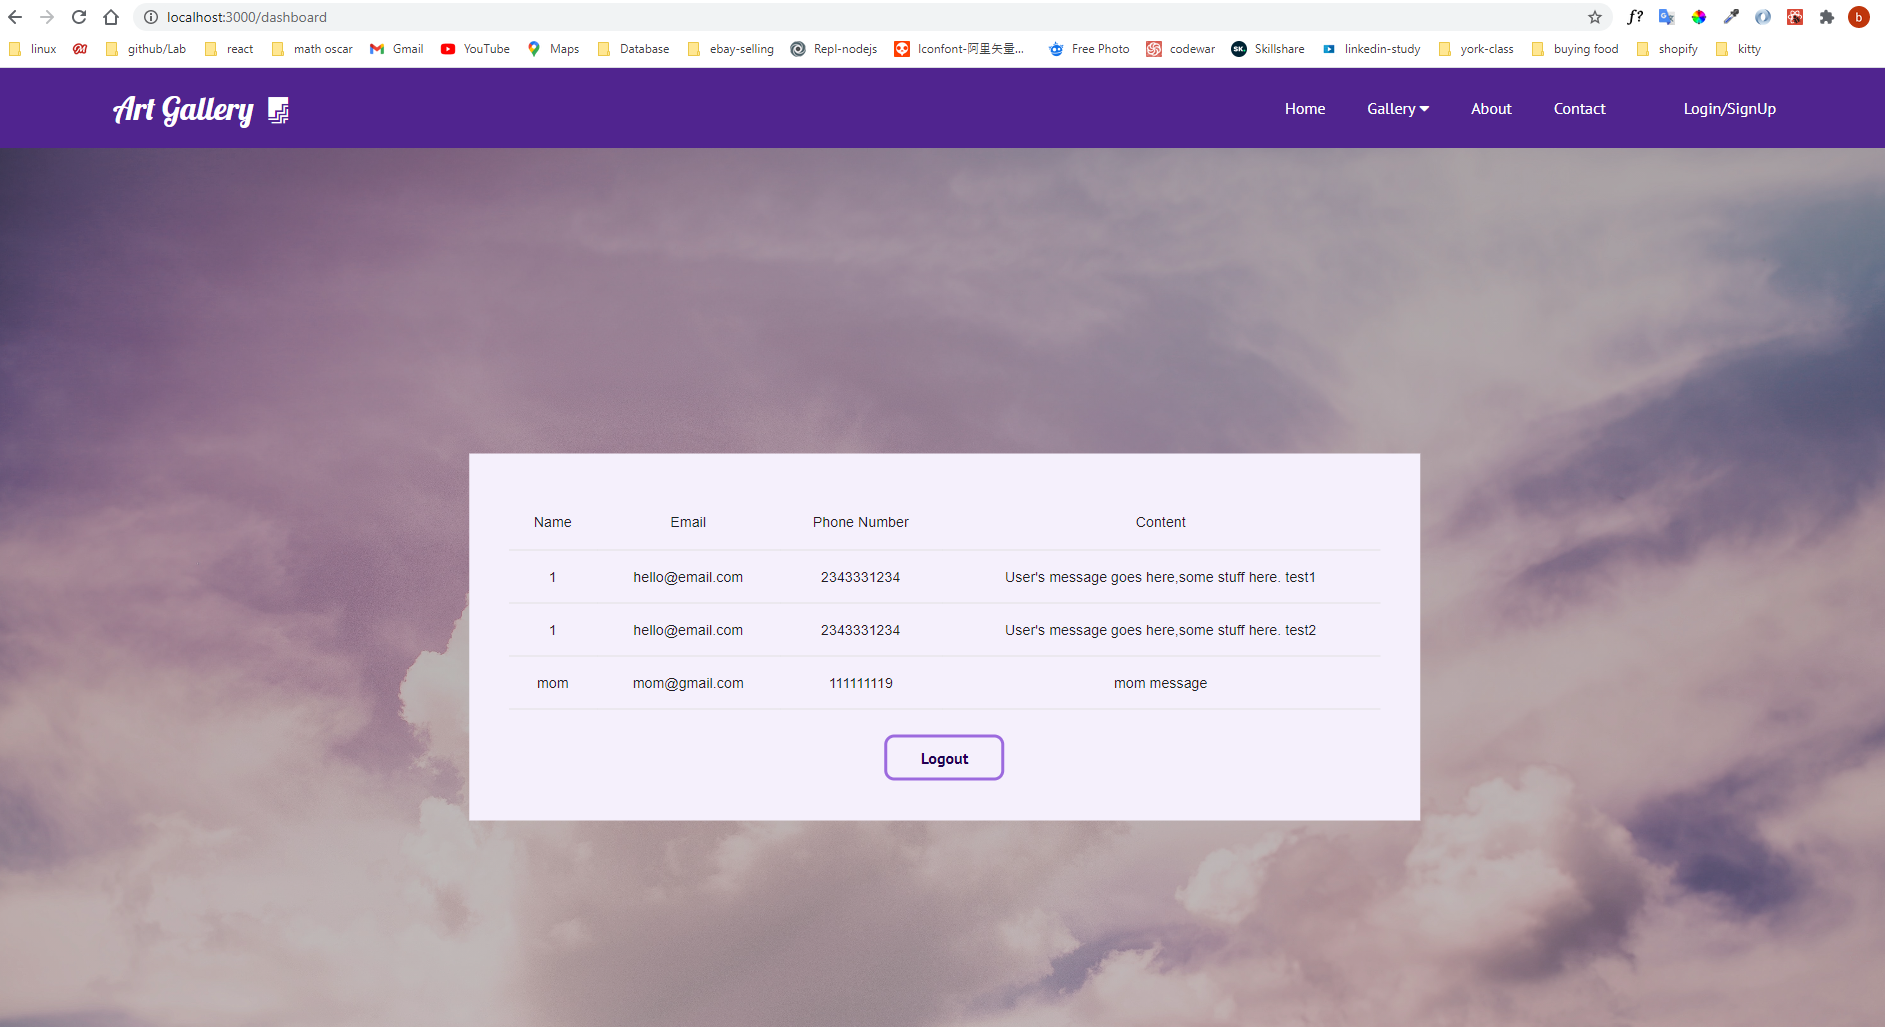 localhost:3000/dashboard
f?
b
linux
github/Lab
react
math oscar
Gmail
YouTube
Maps
Database
ebay-selling
Repl-nodejs
Iconfont-阿里矢量...
Free Photo
codewar
SK.
Skillshare
linkedin-study
york-class
buying food
shopify
kitty
Art Gallery
Home
Gallery
About
Contact
Login/SignUp
Name Email Phone Number Content
1 hello@email.com 2343331234 User's message goes here,some stuff here. test1
1 hello@email.com 2343331234 User's message goes here,some stuff here. test2
mom mom@gmail.com 111111119 mom message
Logout